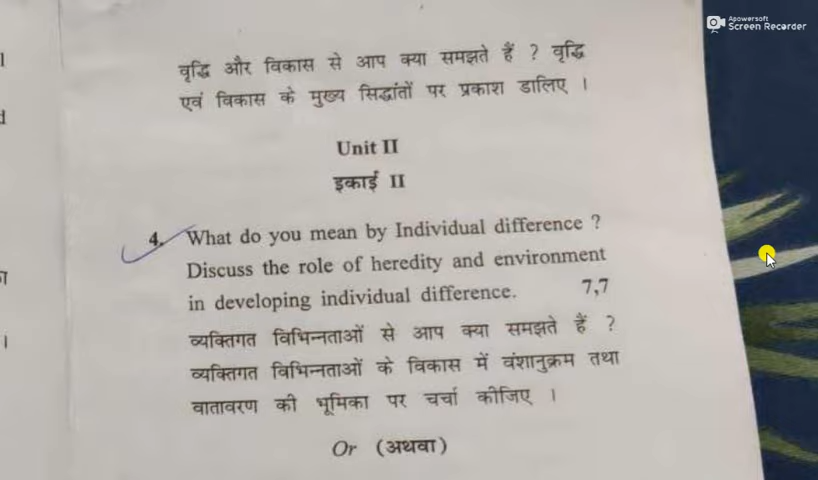 Apowersoft
Screen Recorder
वृद्धि और विकास से आप क्या समझते हैं ? वृद्धि
एवं विकास के मुख्य सिद्धांतों पर प्रकाश डालिए ।
Unit II
इकाई II
4. What do you mean by Individual difference ?
Discuss the role of heredity and environment
in developing individual difference. 7,7
व्यक्तिगत विभिन्नताओं से आप क्या समझते हैं ?
व्यक्तिगत विभिन्नताओं के विकास में वंशानुक्रम तथा
वातावरण की भूमिका पर चर्चा कीजिए ।
Or (अथवा)